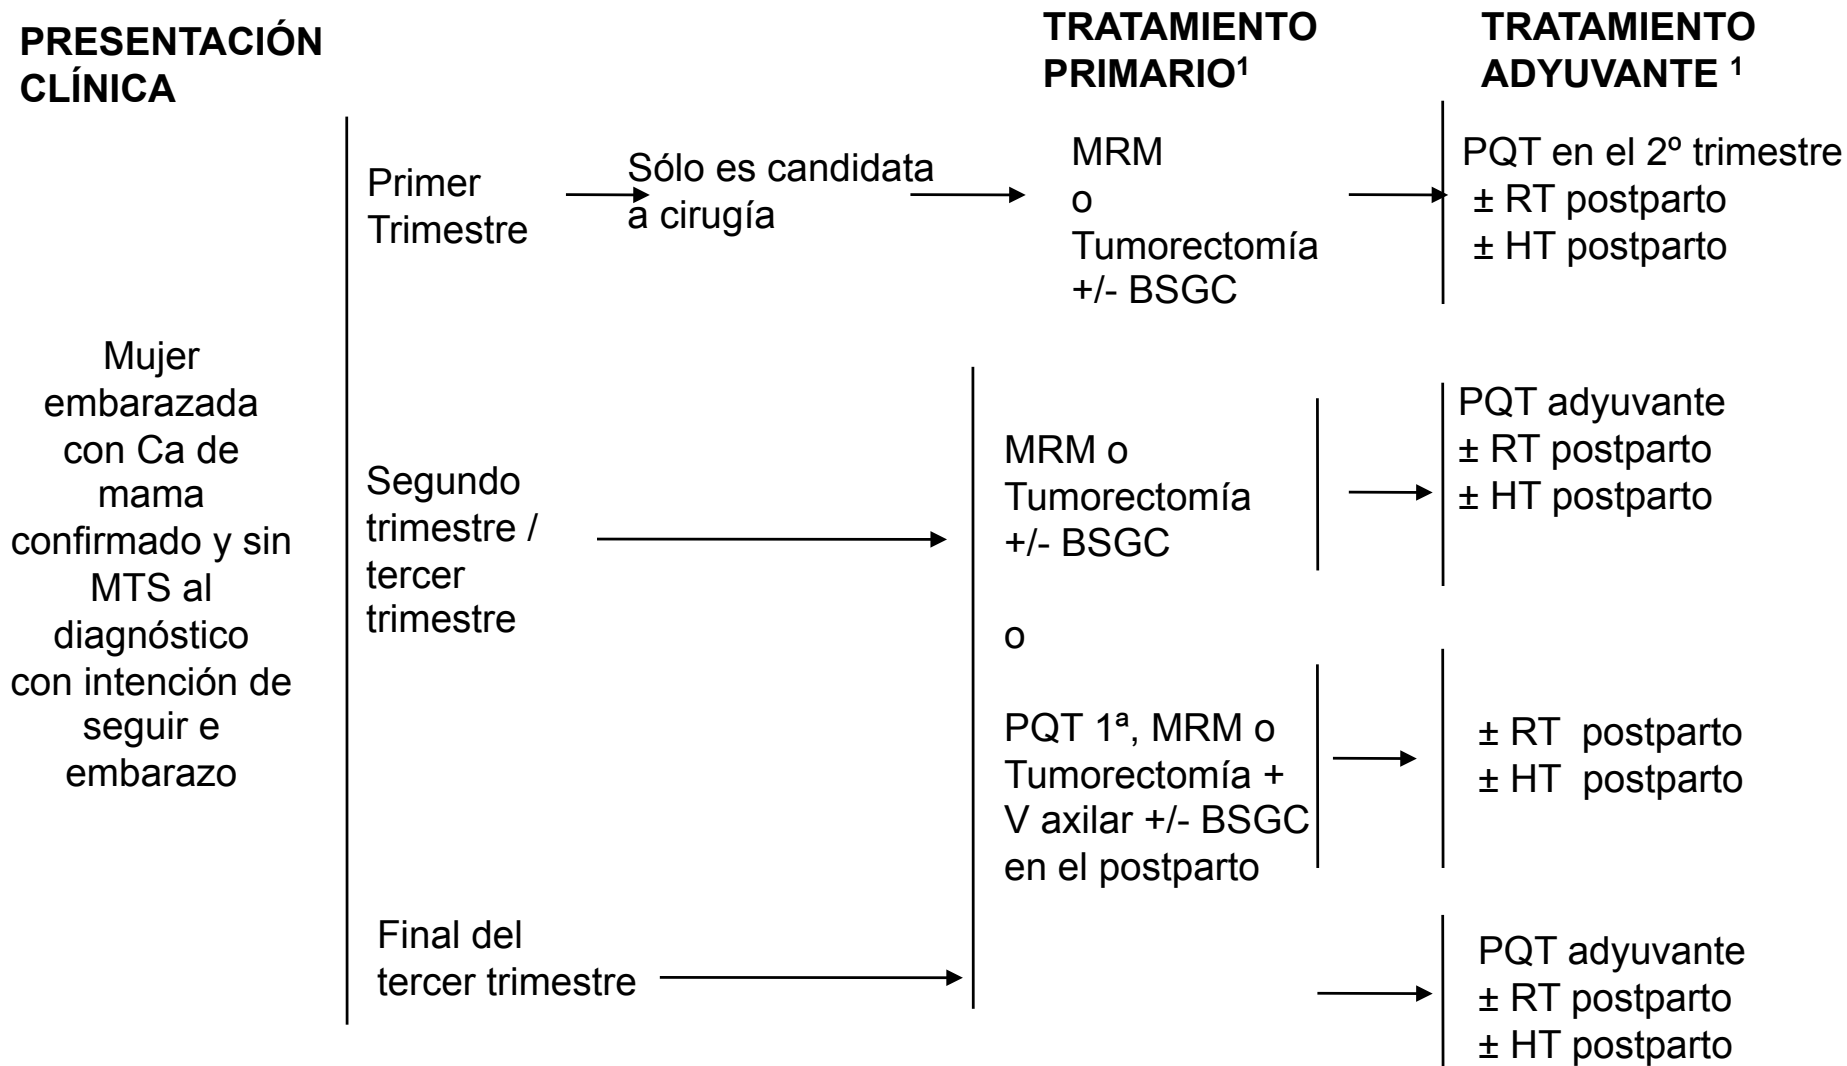 PRESENTACIÓN
CLÍNICA
TRATAMIENTO
PRIMARIO¹
TRATAMIENTO
ADYUVANTE ¹
Mujer
embarazada
con Ca de
mama
confirmado y sin
MTS al
diagnóstico
con intención de
seguir e
embarazo
Primer
Trimestre
Sólo es candidata
a cirugía
MRM
o
Tumorectomía
+/- BSGC
PQT en el 2º trimestre
± RT postparto
± HT postparto
Segundo
trimestre /
tercer
trimestre
MRM o
Tumorectomía
+/- BSGC
PQT adyuvante
± RT postparto
± HT postparto
o
PQT 1ª, MRM o
Tumorectomía +
V axilar +/- BSGC
en el postparto
± RT postparto
± HT postparto
Final del
tercer trimestre
PQT adyuvante
± RT postparto
± HT postparto